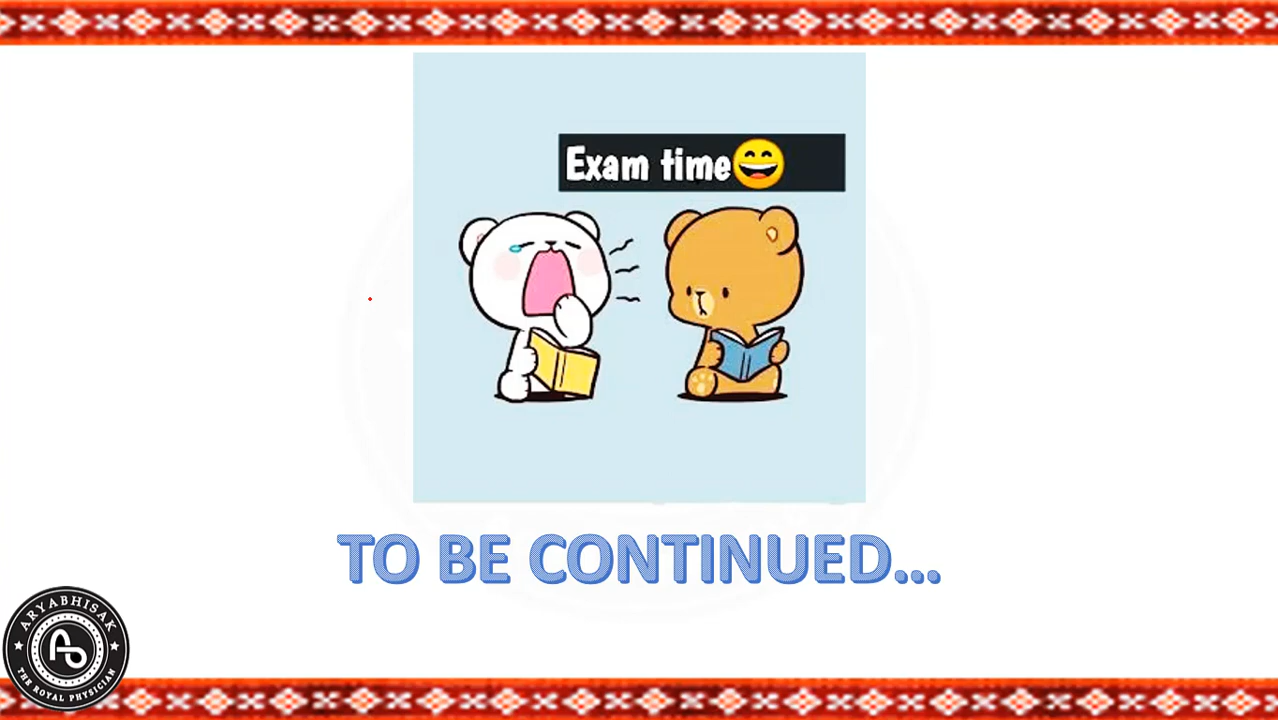 Exam time😄
TO BE CONTINUED...
ARYABHISAK
THE ROYAL PHYSICIAN